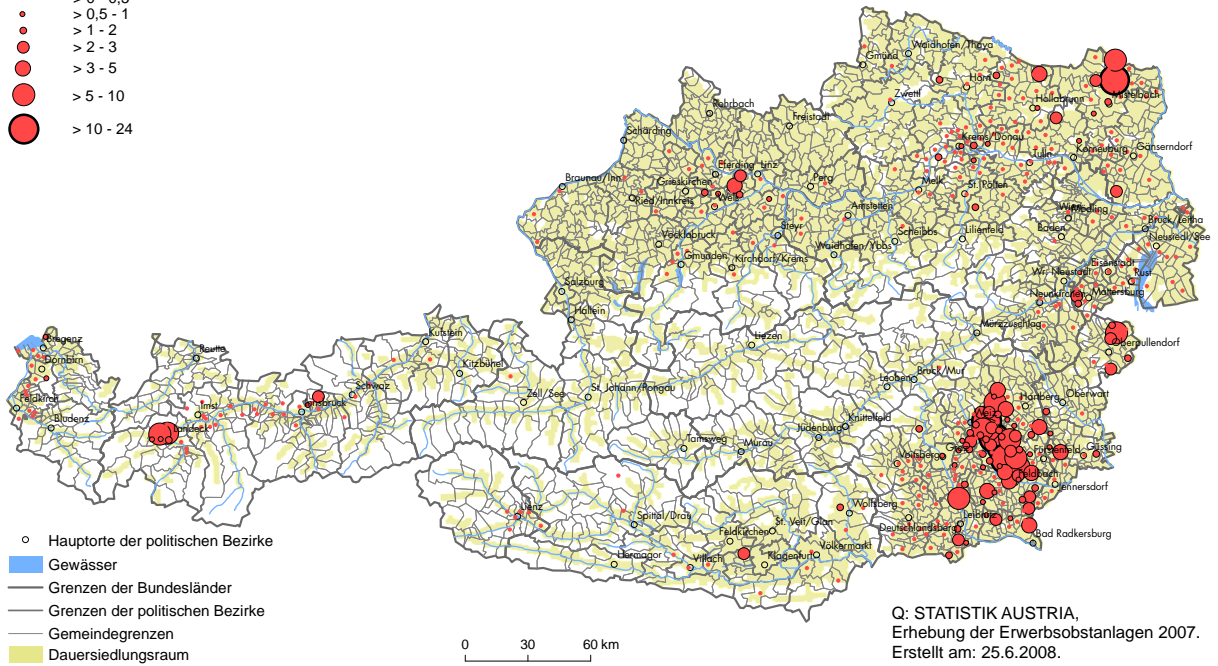 > 0,5 - 1
> 1 - 2
> 2 - 3
> 3 - 5
> 5 - 10
> 10 - 24
Waidhofen/Thaya
Gmünd
Horn
Zwettl
Hollabrunn
Mistelbach
Rohrbach
Freistadt
Schärding
Krems/Donau
Korneuburg
Gänserndorf
Tulln
Eferding
Linz
Braunau/Inn
Grieskirchen
Perg
Melk
St. Pölten
Wien
Ried/Innkreis
Wels
Mödling
Amstetten
Baden
Bruck/Leitha
Steyr
Scheibbs
Lilienfeld
Neusiedl/See
Vöcklabruck
Waidhofen/Ybbs
Gmunden
Kirchdorf/Krems
Eisenstadt
Wr. Neustadt
Rust
Salzburg
Neunkirchen
Mattersburg
Hallein
Mürzzuschlag
Kufstein
Liezen
Oberpullendorf
Bregenz
Reutte
Dornbirn
Kitzbühel
Bruck/Mur
Leoben
Schwaz
Zell/See
St. Johann/Pongau
Hartberg
Oberwart
Feldkirch
Imst
Innsbruck
Weiz
Bludenz
Landeck
Knittelfeld
Judenburg
Tamsweg
Murau
Graz
Fürstenfeld
Güssing
Voitsberg
Feldbach
Jennersdorf
Lienz
Wolfsberg
Spittal/Drau
St. Veit/Glan
Deutschlandsberg
Leibnitz
Feldkirchen
Bad Radkersburg
Hermagor
Villach
Klagenfurt
Völkermarkt
Hauptorte der politischen Bezirke
Gewässer
Grenzen der Bundesländer
Grenzen der politischen Bezirke
Gemeindegrenzen
Dauersiedlungsraum
0 30 60 km
Q: STATISTIK AUSTRIA,
Erhebung der Erwerbsobstanlagen 2007.
Erstellt am: 25.6.2008.